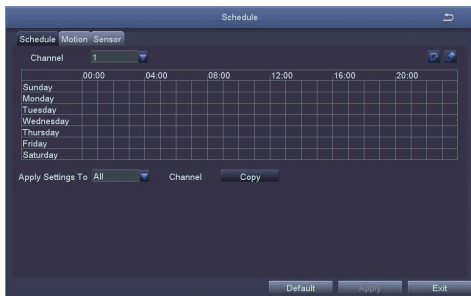 Schedule
Schedule Motion Sensor
Channel 1
00:00 04:00 08:00 12:00 16:00 20:00
Sunday
Monday
Tuesday
Wednesday
Thursday
Friday
Saturday
Apply Settings To All Channel Copy
Default Apply Exit